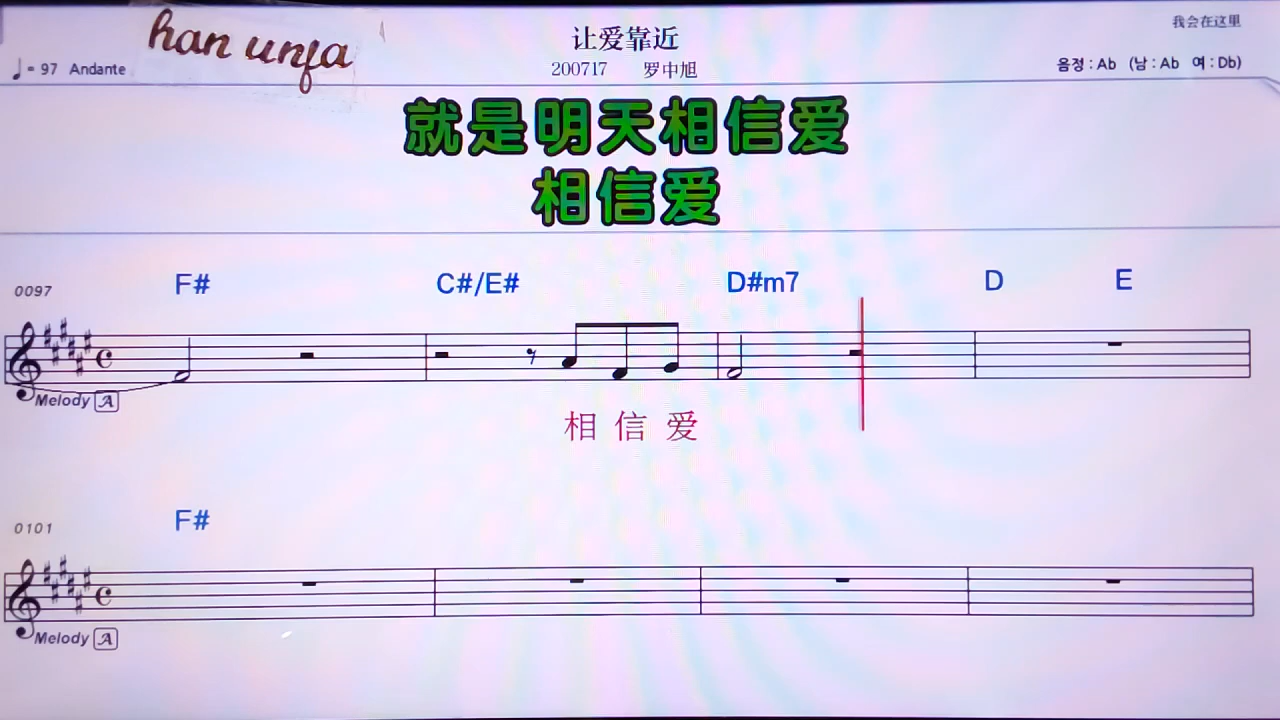 han unfa
让爱靠近
我会在这里
♩= 97 Andante
200717 罗中旭
음정 : Ab (남 : Ab 여 : Db)
就是明天相信爱
相信爱
0097 F# C#/E# D#m7 D E
Melody A
相 信 爱
0101 F#
Melody A